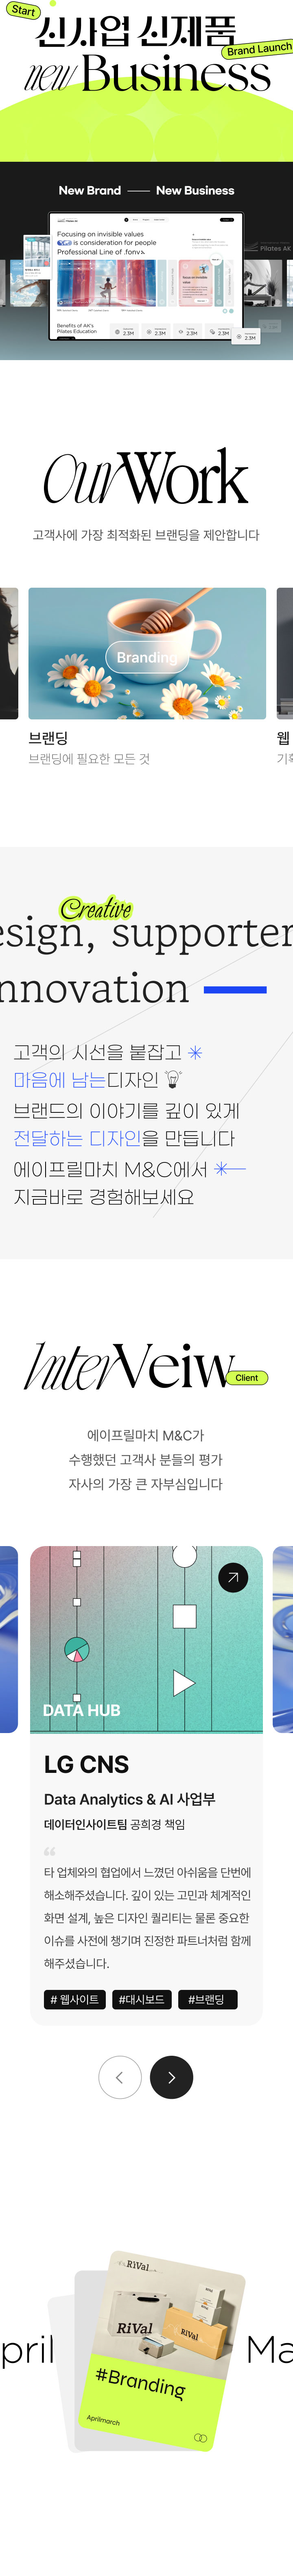 Start
신사업 신제품
Brand Launch
new Business
New Brand
New Business
Focusing on invisible values
is consideration for people
Professional Line of .fonv
Benefits of AK's
Pilates Education
2.3M
2.3M
2.3M
2.3M
2.3M
Pilates AK
OurWork
고객사에 가장 최적화된 브랜딩을 제안합니다
Branding
브랜딩
브랜딩에 필요한 모든 것
웹
Creative
esign, supporter
nnovation
고객의 시선을 붙잡고
마음에 남는디자인
브랜드의 이야기를 깊이 있게
전달하는 디자인을 만듭니다
에이프릴마치 M&C에서
지금바로 경험해보세요
InterVeiw
Client
에이프릴마치 M&C가
수행했던 고객사 분들의 평가
자사의 가장 큰 자부심입니다
DATA HUB
LG CNS
Data Analytics & AI 사업부
데이터인사이트팀 공희경 책임
타 업체와의 협업에서 느꼈던 아쉬움을 단번에
해소해주셨습니다. 깊이 있는 고민과 체계적인
화면 설계, 높은 디자인 퀄리티는 물론 중요한
이슈를 사전에 챙기며 진정한 파트너처럼 함께
해주셨습니다.
# 웹사이트 #대시보드 #브랜딩
RiVal
RiVal
RiVal
pril
Ma
#Branding
Aprilmarch